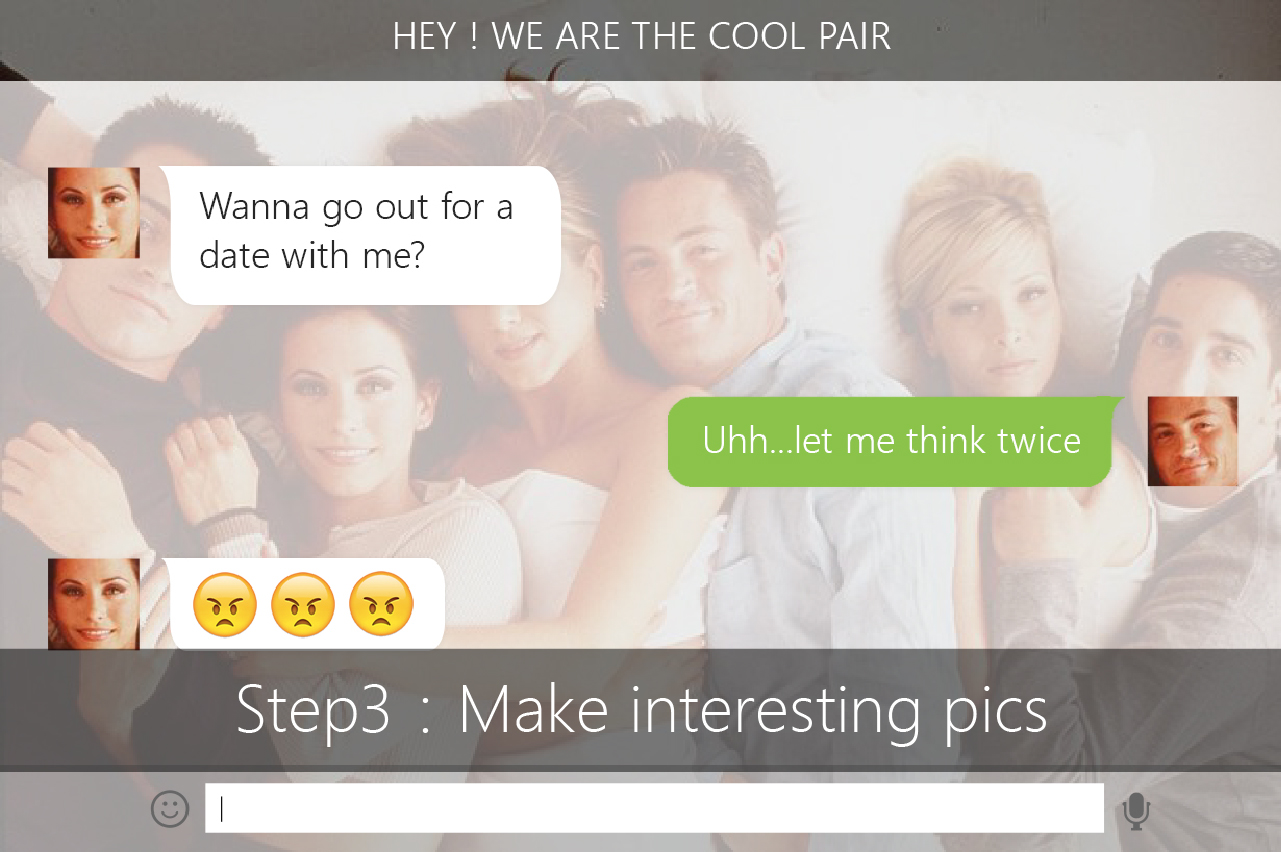 HEY ! WE ARE THE COOL PAIR
Wanna go out for a
date with me?
Uhh...let me think twice
Step3 : Make interesting pics